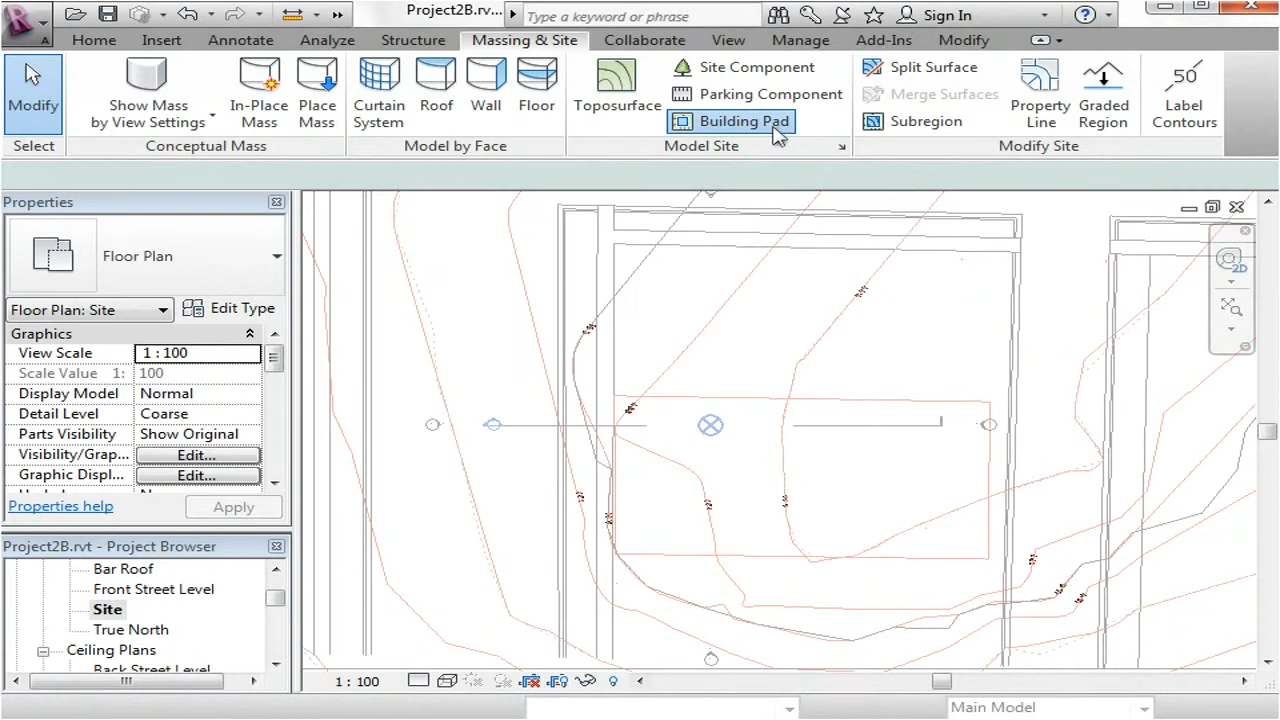 Project2B.rv...
Type a keyword or phrase
Sign In
Home Insert Annotate Analyze Structure Massing & Site Collaborate View Manage Add-Ins Modify
Modify
Select
Show Mass
by View Settings
In-Place
Mass
Place
Mass
Conceptual Mass
Curtain
System
Roof
Wall
Floor
Model by Face
Toposurface
Site Component
Parking Component
Building Pad
Model Site
Split Surface
Merge Surfaces
Subregion
Property
Line
Graded
Region
Modify Site
50
Label
Contours
Properties
Floor Plan
Floor Plan: Site
Edit Type
Graphics
View Scale 1 : 100
Scale Value 1: 100
Display Model Normal
Detail Level Coarse
Parts Visibility Show Original
Visibility/Grap... Edit...
Graphic Displ... Edit...
Properties help
Apply
Project2B.rvt - Project Browser
Bar Roof
Front Street Level
Site
True North
Ceiling Plans
Back Street Level
2D
1 : 100
Main Model